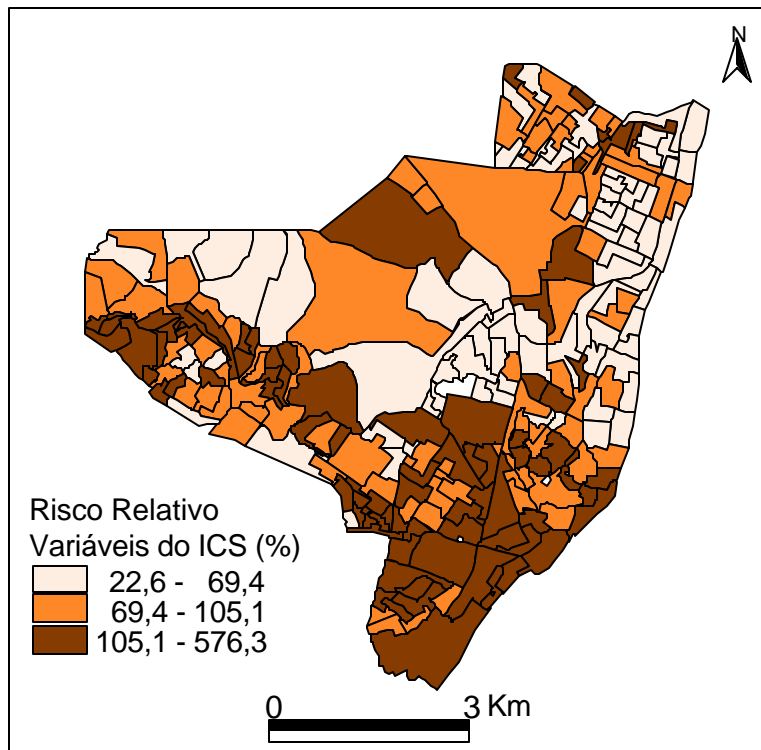 N
Risco Relativo
Variáveis do ICS (%)
22,6 - 69,4
69,4 - 105,1
105,1 - 576,3
0 3 Km